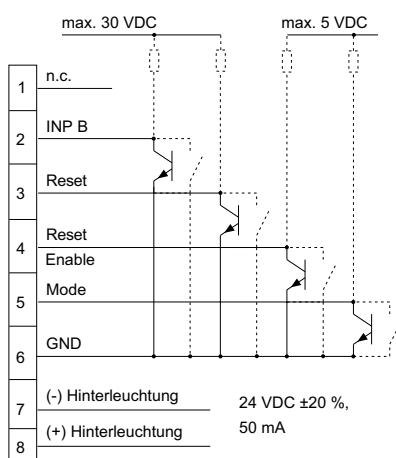 max. 30 VDC
max. 5 VDC
1
n.c.
2
INP B
3
Reset
4
Reset
Enable
5
Mode
6
GND
7
(-) Hinterleuchtung
8
(+) Hinterleuchtung
24 VDC ±20 %,
50 mA